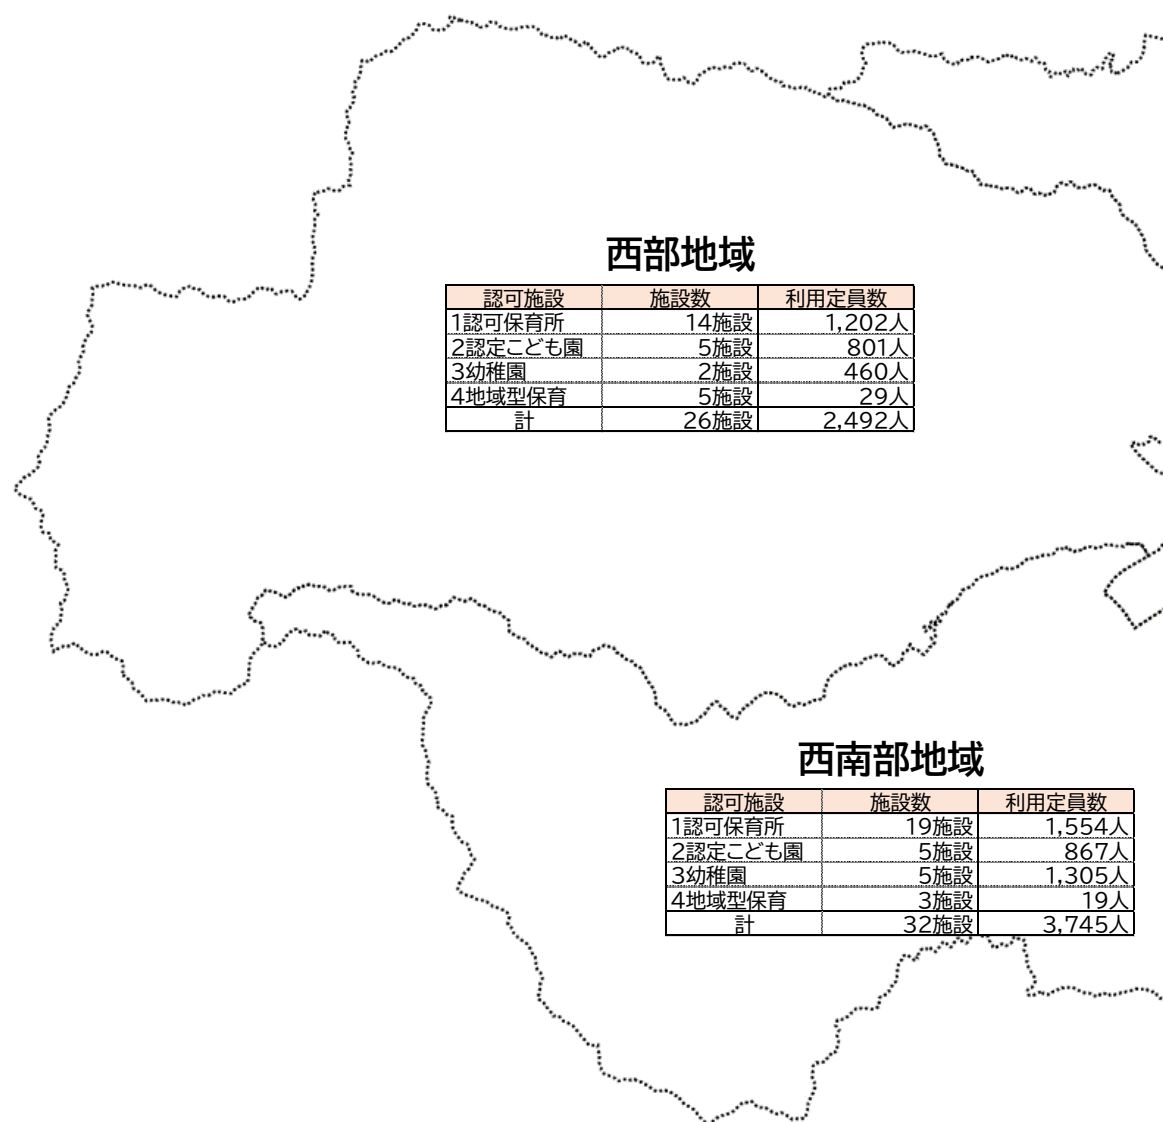 西部地域
認可施設 施設数 利用定員数
1認可保育所 14施設 1,202人
2認定こども園 5施設 801人
3幼稚園 2施設 460人
4地域型保育 5施設 29人
計 26施設 2,492人
西南部地域
認可施設 施設数 利用定員数
1認可保育所 19施設 1,554人
2認定こども園 5施設 867人
3幼稚園 5施設 1,305人
4地域型保育 3施設 19人
計 32施設 3,745人